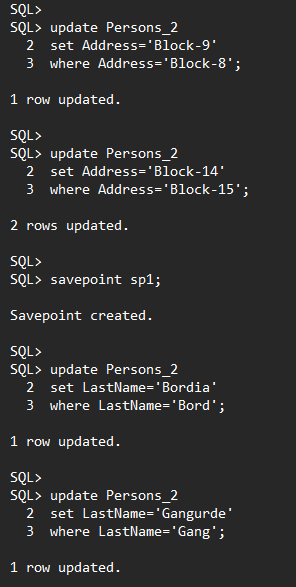 SQL>
SQL> update Persons_2
  2  set Address='Block-9'
  3  where Address='Block-8';
1 row updated.
SQL>
SQL> update Persons_2
  2  set Address='Block-14'
  3  where Address='Block-15';
2 rows updated.
SQL>
SQL> savepoint sp1;
Savepoint created.
SQL>
SQL> update Persons_2
  2  set LastName='Bordia'
  3  where LastName='Bord';
1 row updated.
SQL>
SQL> update Persons_2
  2  set LastName='Gangurde'
  3  where LastName='Gang';
1 row updated.